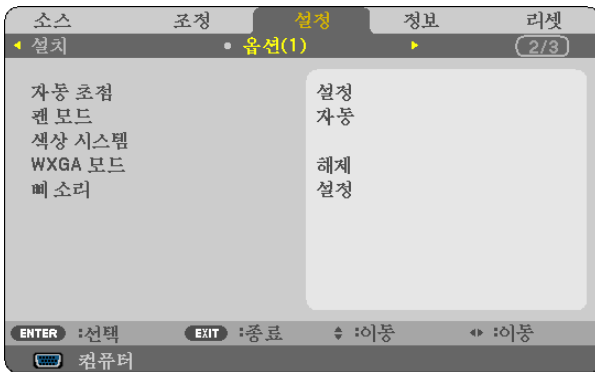 소스 조정 설정 정보 리셋
설치 옵션(1) 2/3
자동 초점 설정
팬 모드 자동
색상 시스템
WXGA 모드 해제
삐 소리 설정
ENTER :선택 EXIT :종료 :이동 :이동
컴퓨터